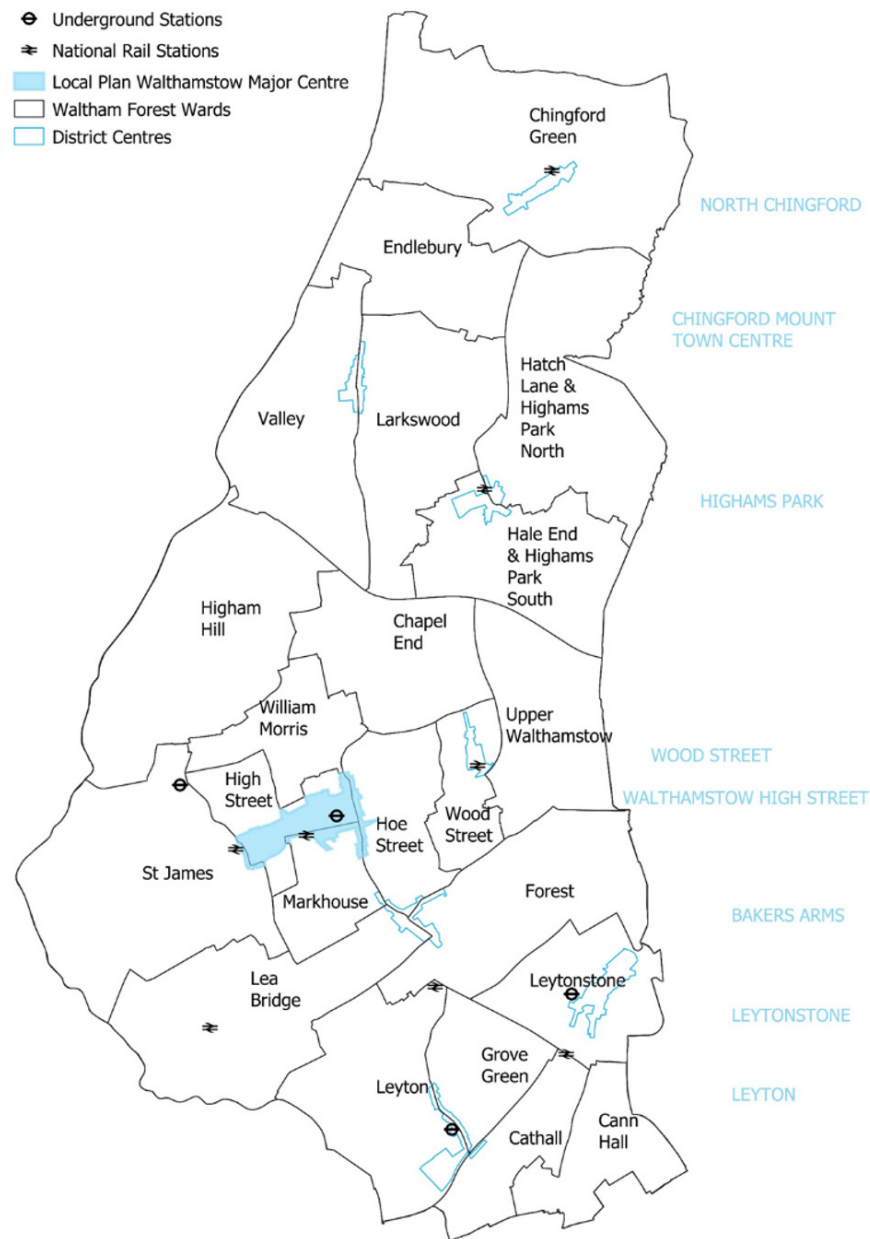 Underground Stations
National Rail Stations
Local Plan Walthamstow Major Centre
Waltham Forest Wards
District Centres
Chingford
Green
NORTH CHINGFORD
Endlebury
CHINGFORD MOUNT
TOWN CENTRE
Hatch
Lane &
Highams
Park
North
Valley
Larkswood
HIGHAMS PARK
Hale End
& Highams
Park
South
Higham
Hill
Chapel
End
William
Morris
Upper
Walthamstow
WOOD STREET
High
Street
WALTHAMSTOW HIGH STREET
Hoe
Street
Wood
Street
St James
Markhouse
Forest
BAKERS ARMS
Lea
Bridge
Leytonstone
LEYTONSTONE
Grove
Green
Leyton
LEYTON
Cann
Hall
Cathall